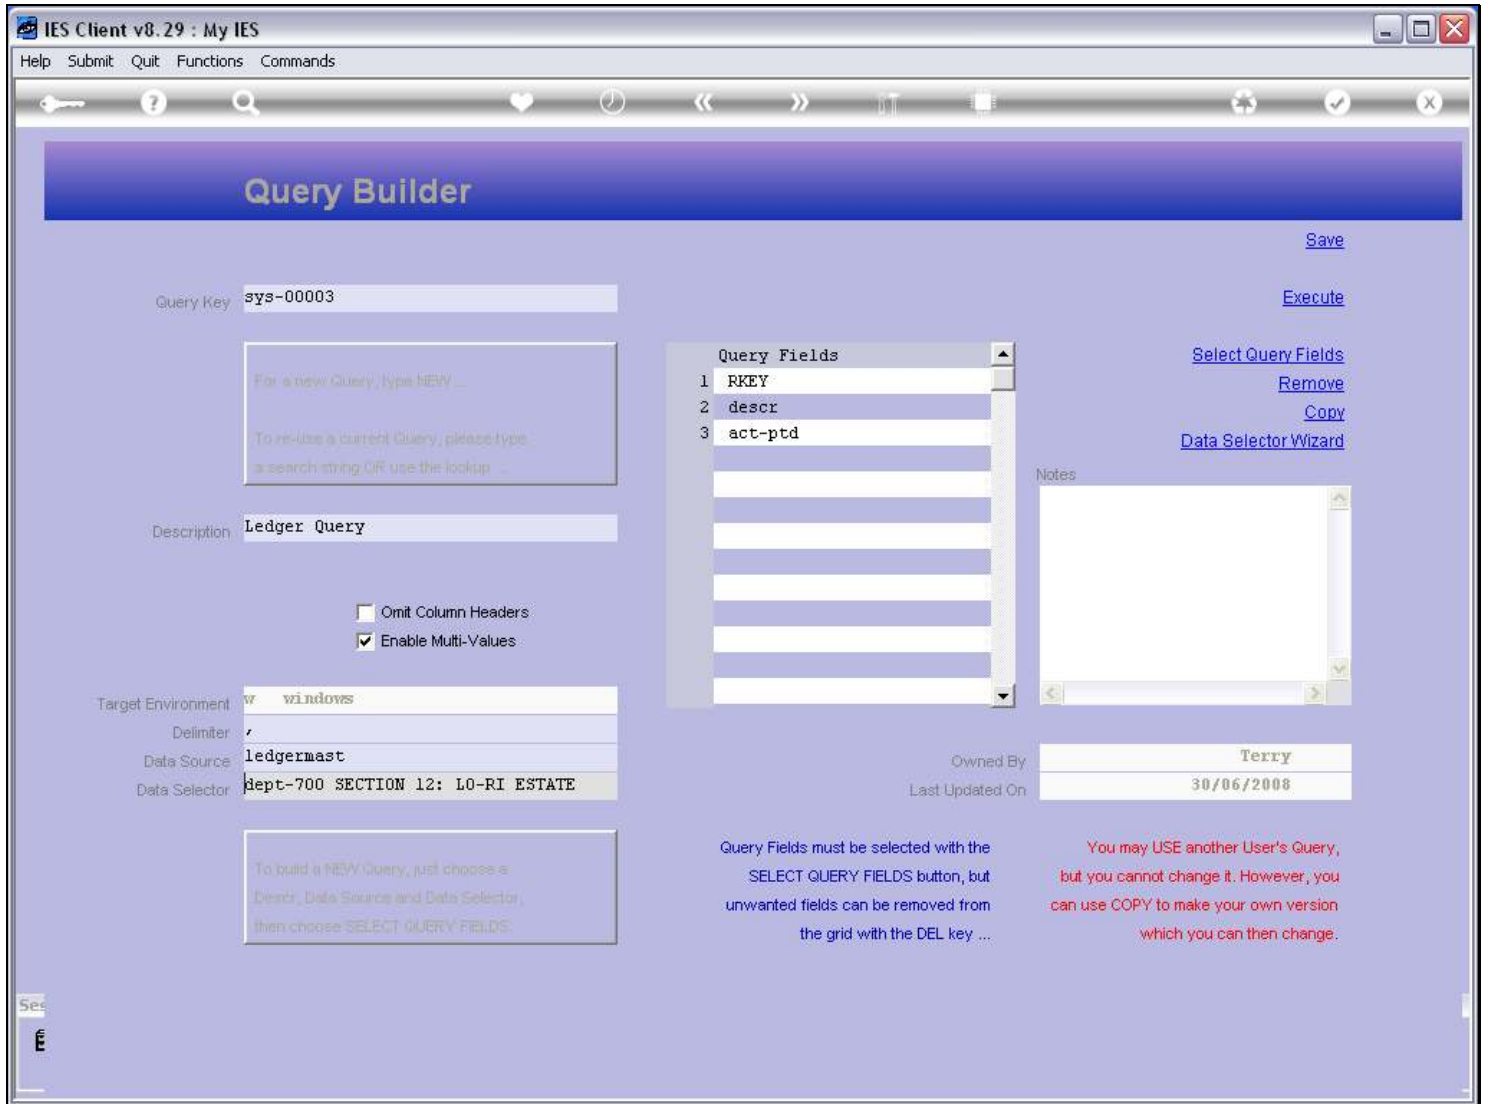 IES Client v8.29 : My IES
Help Submit Quit Functions Commands
Query Builder
Save
Query Key sys-00003
Execute
For a new Query, type NEW ...
To re-use a current Query, please type
a search string OR use the lookup ...
Query Fields
1 RKEY
2 descr
3 act-ptd
Select Query Fields
Remove
Copy
Data Selector Wizard
Notes
Description Ledger Query
Omit Column Headers
Enable Multi-Values
Target Environment w windows
Delimiter ,
Data Source ledgermast
Data Selector dept-700 SECTION 12: LO-RI ESTATE
Owned By Terry
Last Updated On 30/06/2008
To build a NEW Query, just choose a
Descr, Data Source and Data Selector,
then choose SELECT QUERY FIELDS.
Query Fields must be selected with the
SELECT QUERY FIELDS button, but
unwanted fields can be removed from
the grid with the DEL key ...
You may USE another User's Query,
but you cannot change it. However, you
can use COPY to make your own version
which you can then change.
Ses